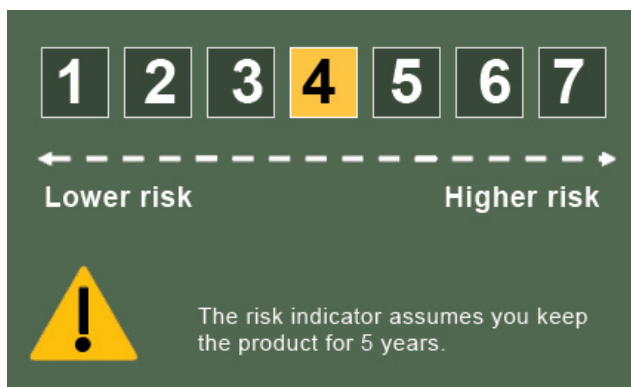 1 2 3 4 5 6 7
Lower risk Higher risk
The risk indicator assumes you keep
the product for 5 years.